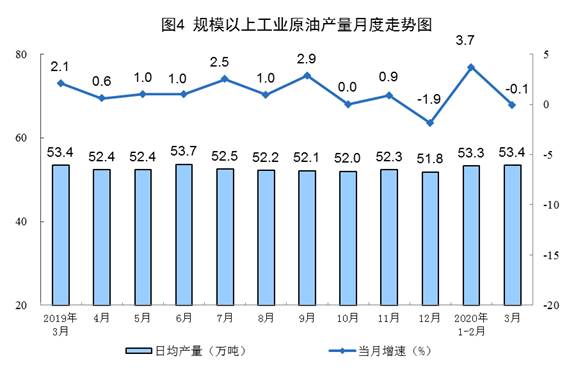 图4 规模以上工业原油产量月度走势图
80
60
40
20
5
0
-5
-10
-15
-20
2.1
0.6
1.0
1.0
2.5
1.0
2.9
0.0
0.9
-1.9
3.7
-0.1
53.4
52.4
52.4
53.7
52.5
52.2
52.1
52.0
52.3
51.8
53.3
53.4
2019年
3月
4月
5月
6月
7月
8月
9月
10月
11月
12月
2020年
1-2月
3月
日均产量（万吨）
当月增速（%）